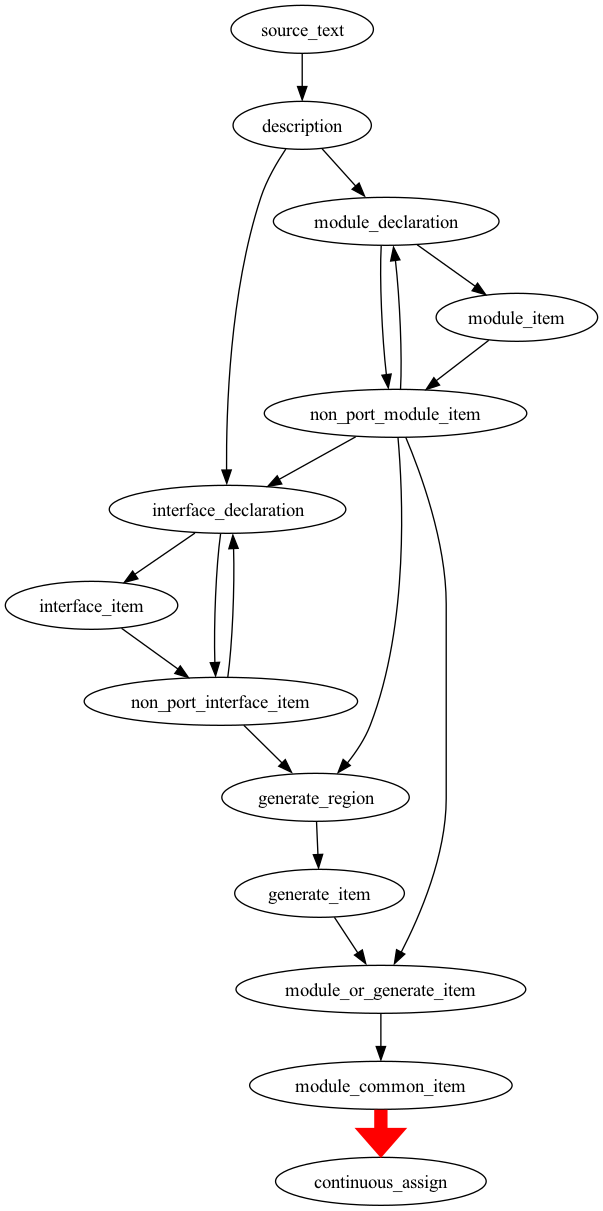 source_text
description
module_declaration
module_item
non_port_module_item
interface_declaration
interface_item
non_port_interface_item
generate_region
generate_item
module_or_generate_item
module_common_item
continuous_assign